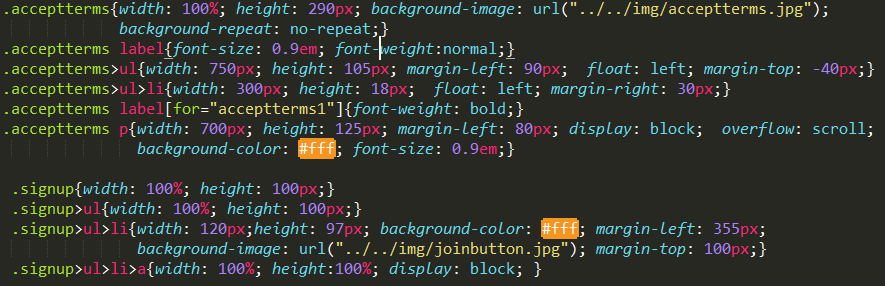 .acceptterms{width: 100%; height: 290px; background-image: url("../../img/acceptterms.jpg");
background-repeat: no-repeat;}
.acceptterms label{font-size: 0.9em; font-weight:normal;}
.acceptterms>ul{width: 750px; height: 105px; margin-left: 90px;  float: left; margin-top: -40px;}
.acceptterms>ul>li{width: 300px; height: 18px;  float: left; margin-right: 30px;}
.acceptterms label[for="acceptterms1"]{font-weight: bold;}
.acceptterms p{width: 700px; height: 125px; margin-left: 80px; display: block;  overflow: scroll;
background-color: #fff; font-size: 0.9em;}
.signup{width: 100%; height: 100px;}
.signup>ul{width: 100%; height: 100px;}
.signup>ul>li{width: 120px;height: 97px; background-color: #fff; margin-left: 355px;
background-image: url("../../img/joinbutton.jpg"); margin-top: 100px;}
.signup>ul>li>a{width: 100%; height:100%; display: block; }